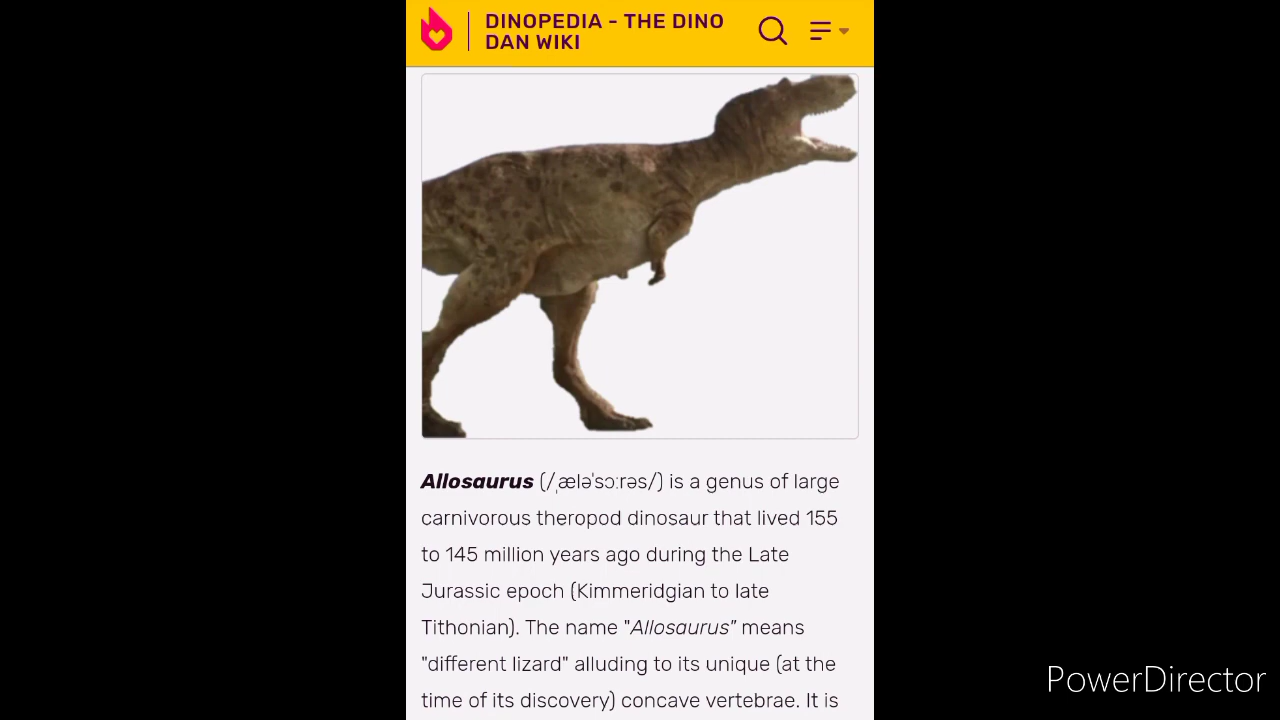 DINOPEDIA - THE DINO
DAN WIKI
Allosaurus (/ˌæləˈsɔːrəs/) is a genus of large
carnivorous theropod dinosaur that lived 155
to 145 million years ago during the Late
Jurassic epoch (Kimmeridgian to late
Tithonian). The name "Allosaurus" means
"different lizard" alluding to its unique (at the
time of its discovery) concave vertebrae. It is
PowerDirector